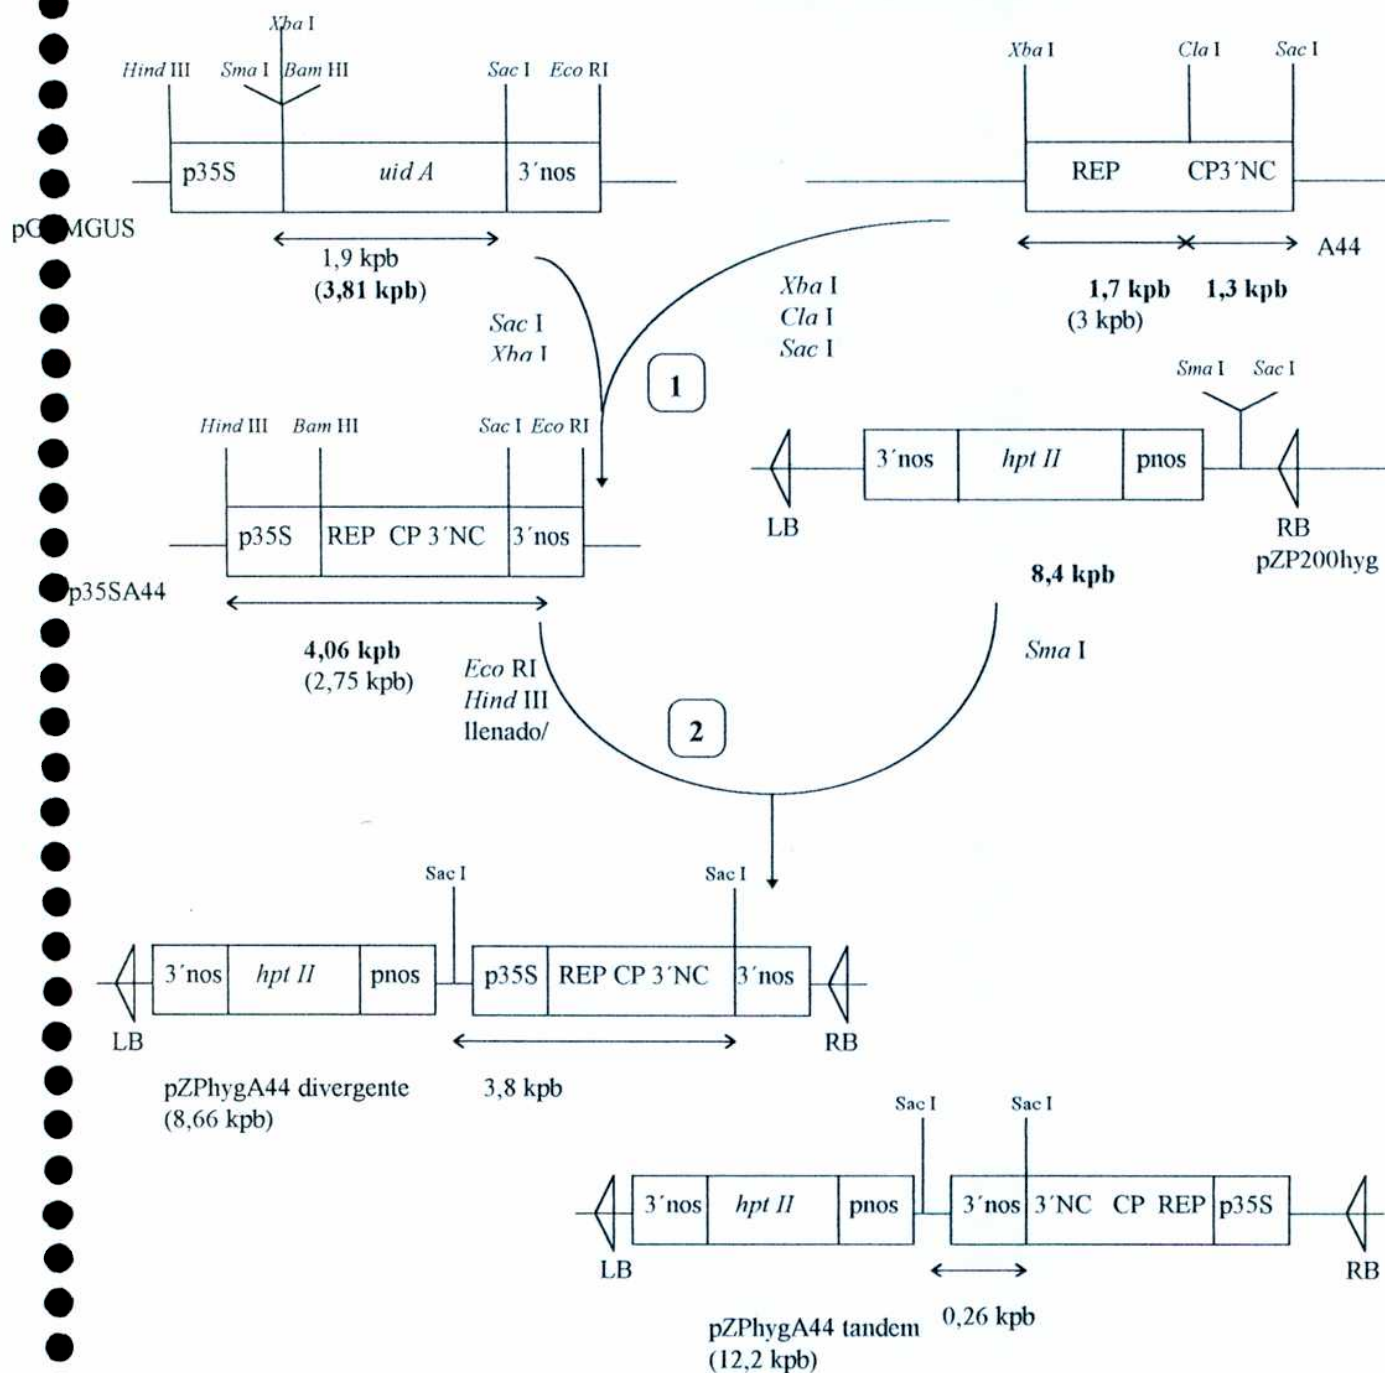 Xba I
Hind III Sma I Bam HI Sac I Eco RI
p35S uid A 3´nos
1,9 kpb
(3,81 kpb)
Xba I Cla I Sac I
REP CP3´NC
A44
1,7 kpb 1,3 kpb
(3 kpb)
Sac I
Xba I
Xba I
Cla I
Sac I
1
Sma I Sac I
3´nos hpt II pnos
LB
RB
pZP200hyg
8,4 kpb
Hind III Bam HI Sac I Eco RI
p35S REP CP 3´NC 3´nos
p35SA44
4,06 kpb
(2,75 kpb)
Eco RI
Hind III
llenado/
Sma I
2
Sac I Sac I
3´nos hpt II pnos p35S REP CP 3´NC 3´nos
LB RB
pZPhygA44 divergente 3,8 kpb
(8,66 kpb)
Sac I Sac I
3´nos hpt II pnos 3´nos 3´NC CP REP p35S
LB RB
pZPhygA44 tandem 0,26 kpb
(12,2 kpb)